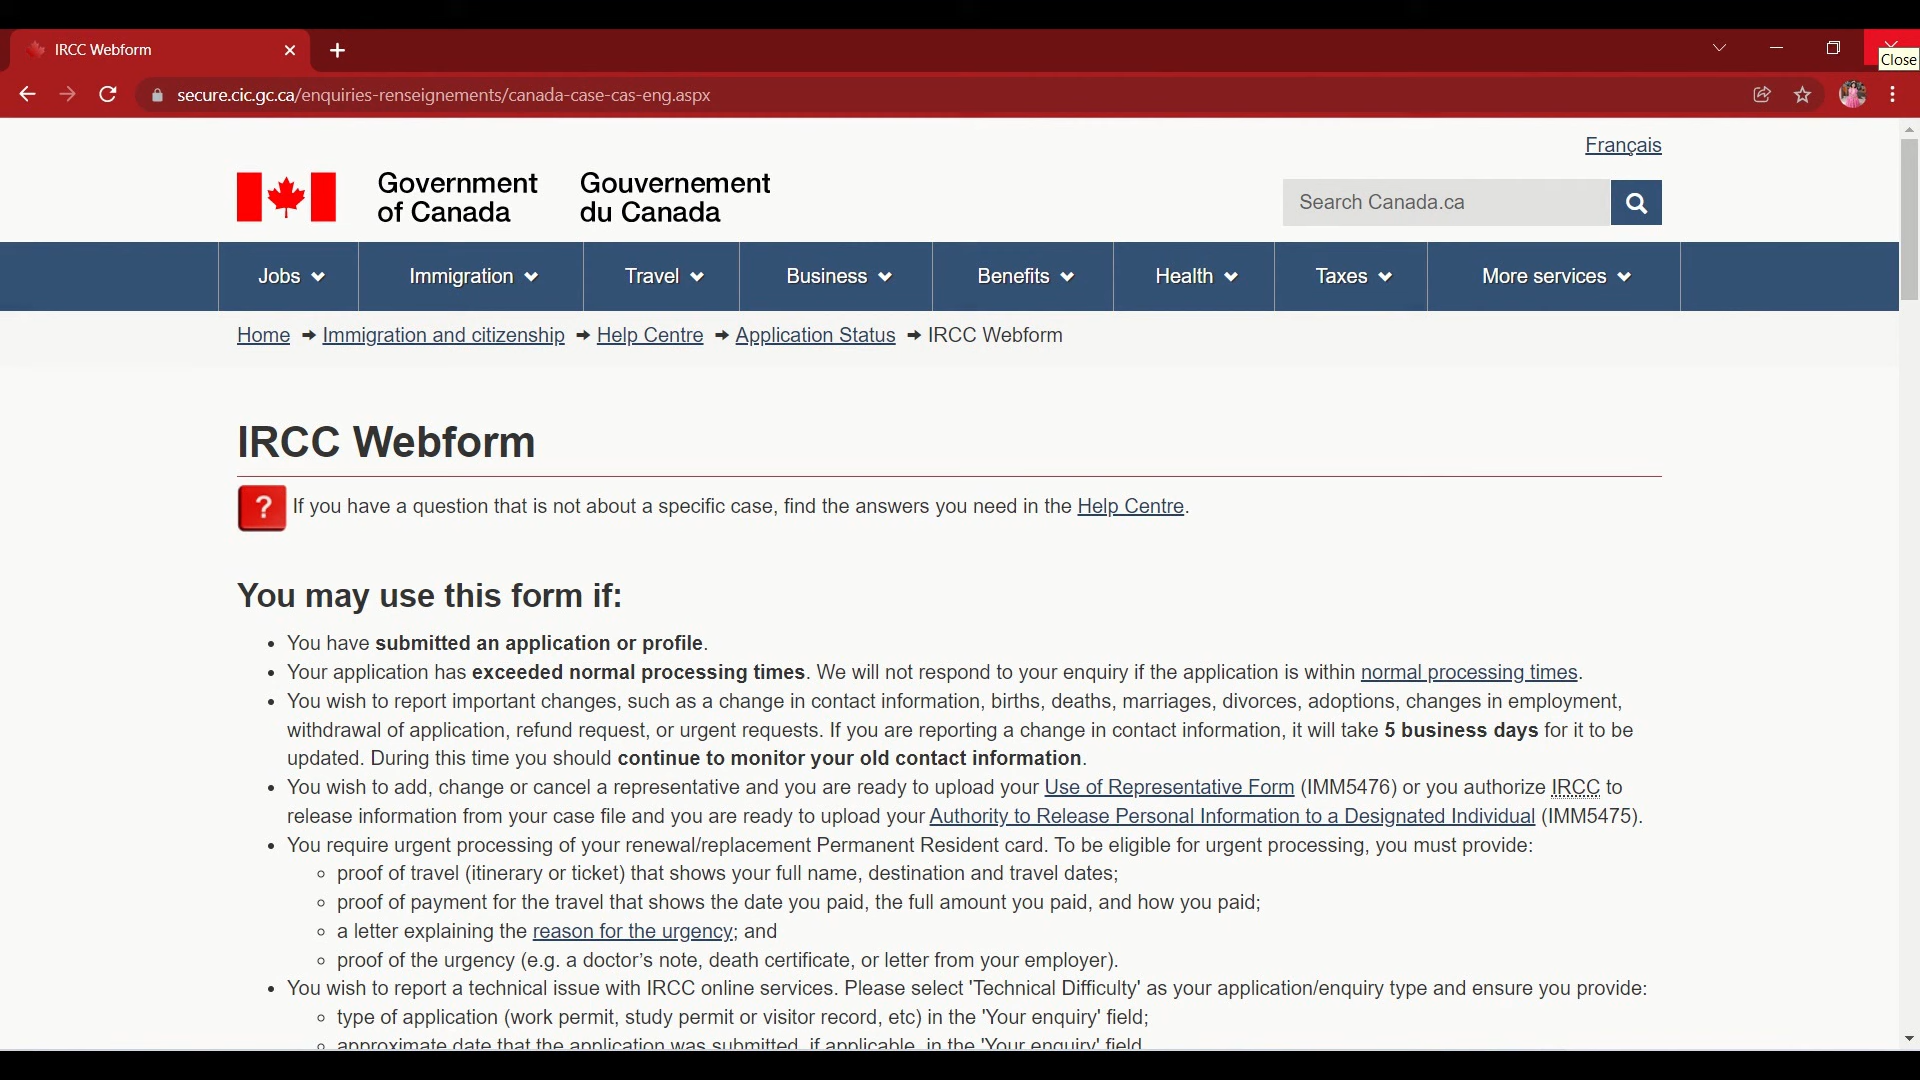 IRCC Webform
Close
secure.cic.gc.ca/enquiries-renseignements/canada-case-cas-eng.aspx
Français
Government of Canada
Gouvernement du Canada
Search Canada.ca
Jobs Immigration Travel Business Benefits Health Taxes More services
Home → Immigration and citizenship → Help Centre → Application Status → IRCC Webform
IRCC Webform
? If you have a question that is not about a specific case, find the answers you need in the Help Centre.
You may use this form if:
• You have submitted an application or profile.
• Your application has exceeded normal processing times. We will not respond to your enquiry if the application is within normal processing times.
• You wish to report important changes, such as a change in contact information, births, deaths, marriages, divorces, adoptions, changes in employment,
withdrawal of application, refund request, or urgent requests. If you are reporting a change in contact information, it will take 5 business days for it to be
updated. During this time you should continue to monitor your old contact information.
• You wish to add, change or cancel a representative and you are ready to upload your Use of Representative Form (IMM5476) or you authorize IRCC to
release information from your case file and you are ready to upload your Authority to Release Personal Information to a Designated Individual (IMM5475).
• You require urgent processing of your renewal/replacement Permanent Resident card. To be eligible for urgent processing, you must provide:
◦ proof of travel (itinerary or ticket) that shows your full name, destination and travel dates;
◦ proof of payment for the travel that shows the date you paid, the full amount you paid, and how you paid;
◦ a letter explaining the reason for the urgency; and
◦ proof of the urgency (e.g. a doctor's note, death certificate, or letter from your employer).
• You wish to report a technical issue with IRCC online services. Please select 'Technical Difficulty' as your application/enquiry type and ensure you provide:
◦ type of application (work permit, study permit or visitor record, etc) in the 'Your enquiry' field;
◦ approximate date that the application was submitted, if applicable, in the 'Your enquiry' field